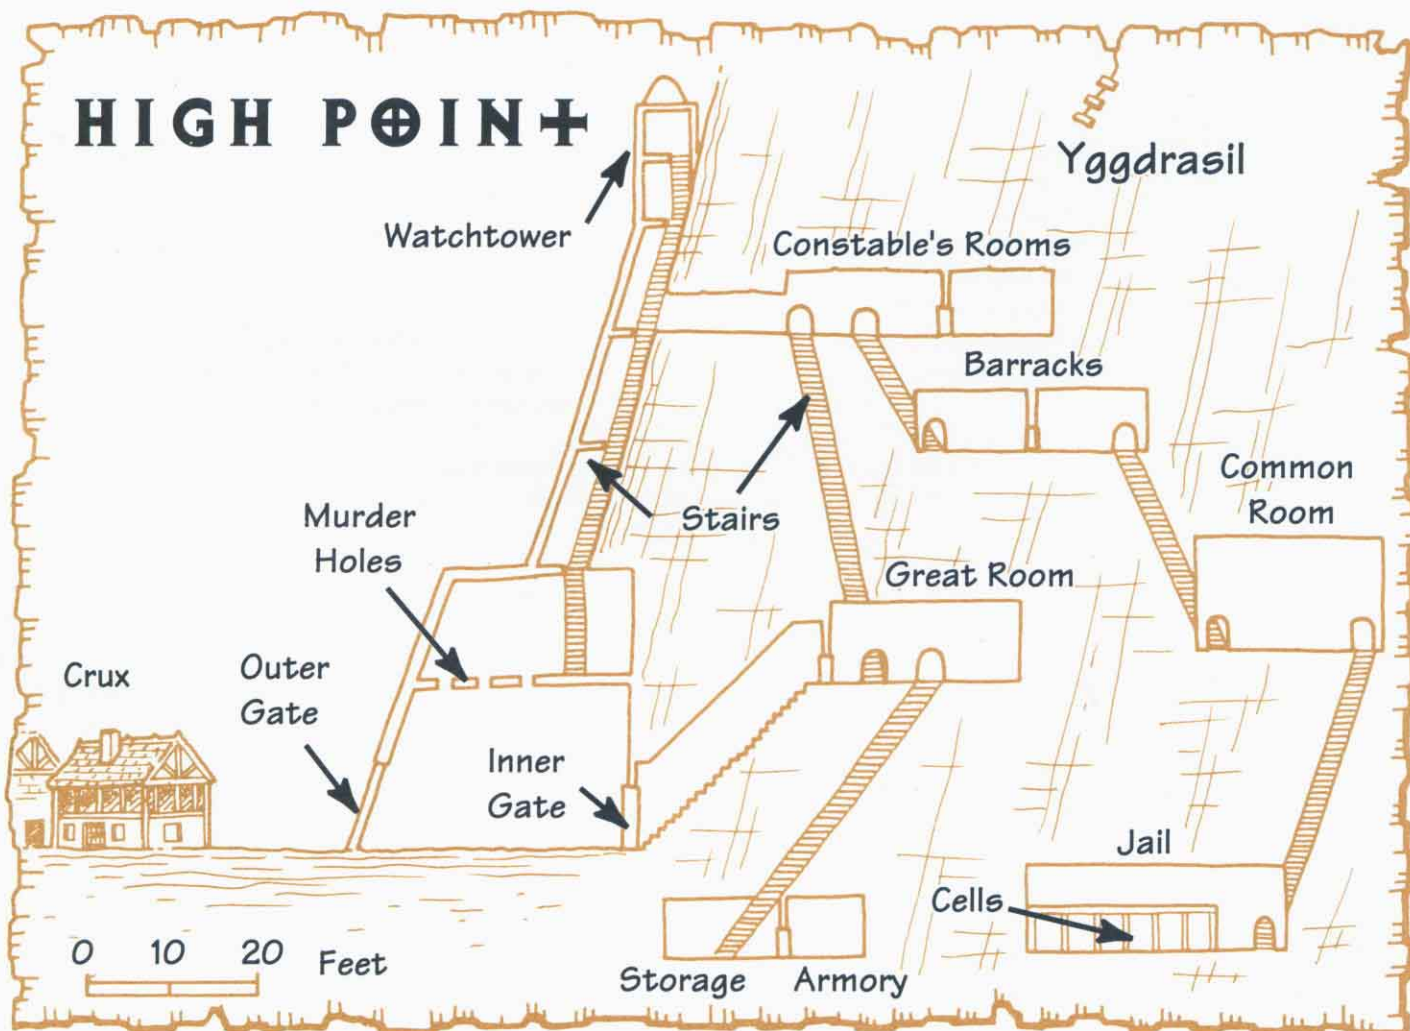 HIGH POINT
Yggdrasil
Watchtower
Constable's Rooms
Barracks
Common
Room
Murder
Holes
Stairs
Great Room
Crux
Outer
Gate
Inner
Gate
Jail
Cells
0 10 20 Feet
Storage
Armory